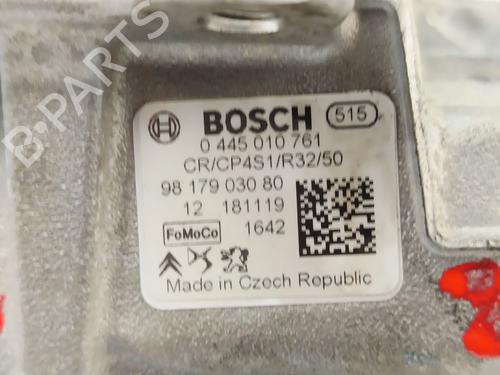 B-PARTS
BOSCH 515
0 445 010 761
CR/CP4S1/R32/50
98 179 030 80
12 181119
FoMoCo 1642
Made in Czech Republic